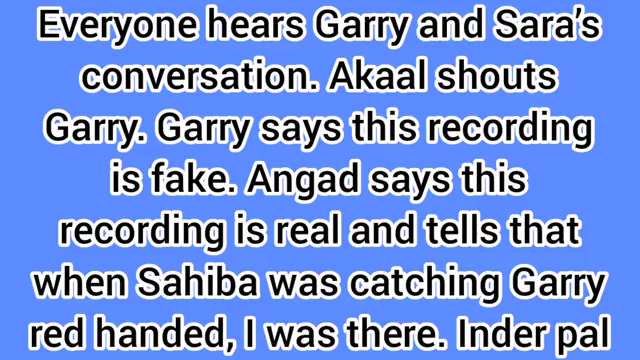 Everyone hears Garry and Sara's
conversation. Akaal shouts
Garry. Garry says this recording
is fake. Angad says this
recording is real and tells that
when Sahiba was catching Garry
red handed, I was there. Inder pal